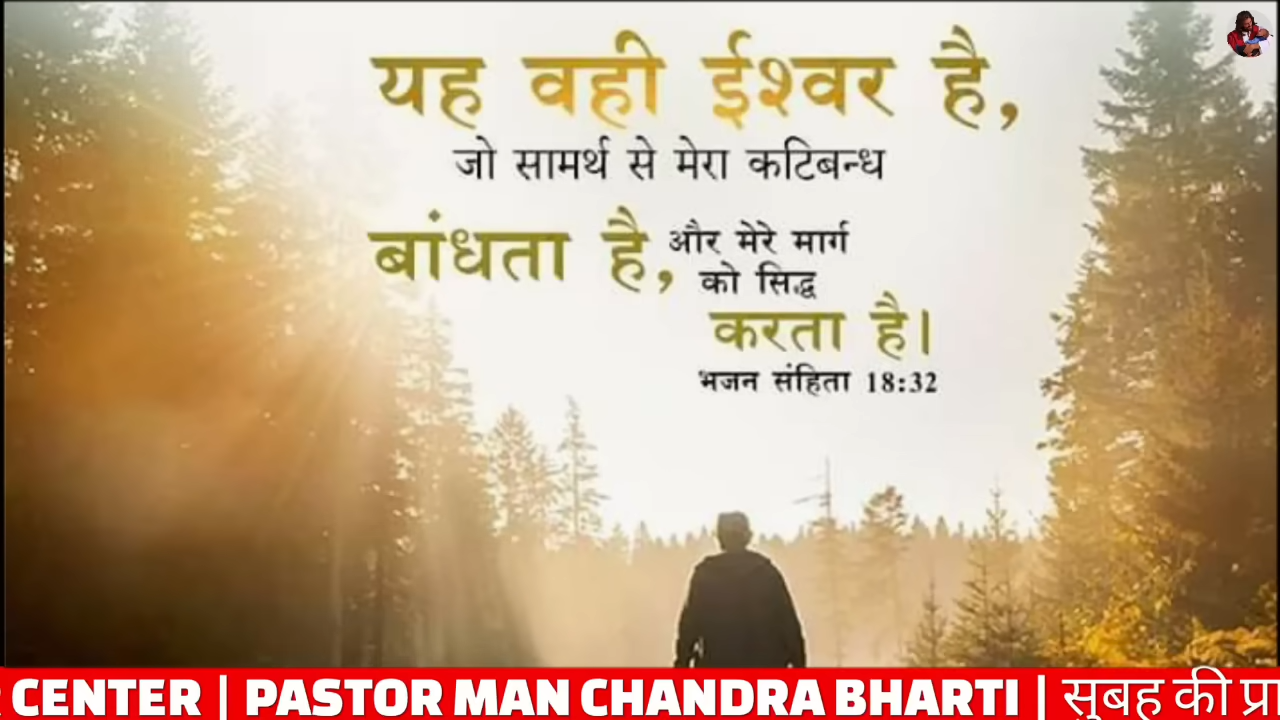 यह वही ईश्वर है,
जो सामर्थ से मेरा कटिबन्ध
बांधता है, और मेरे मार्ग
को सिद्ध
करता है।
भजन संहिता 18:32
CENTER | PASTOR MAN CHANDRA BHARTI | सुबह की